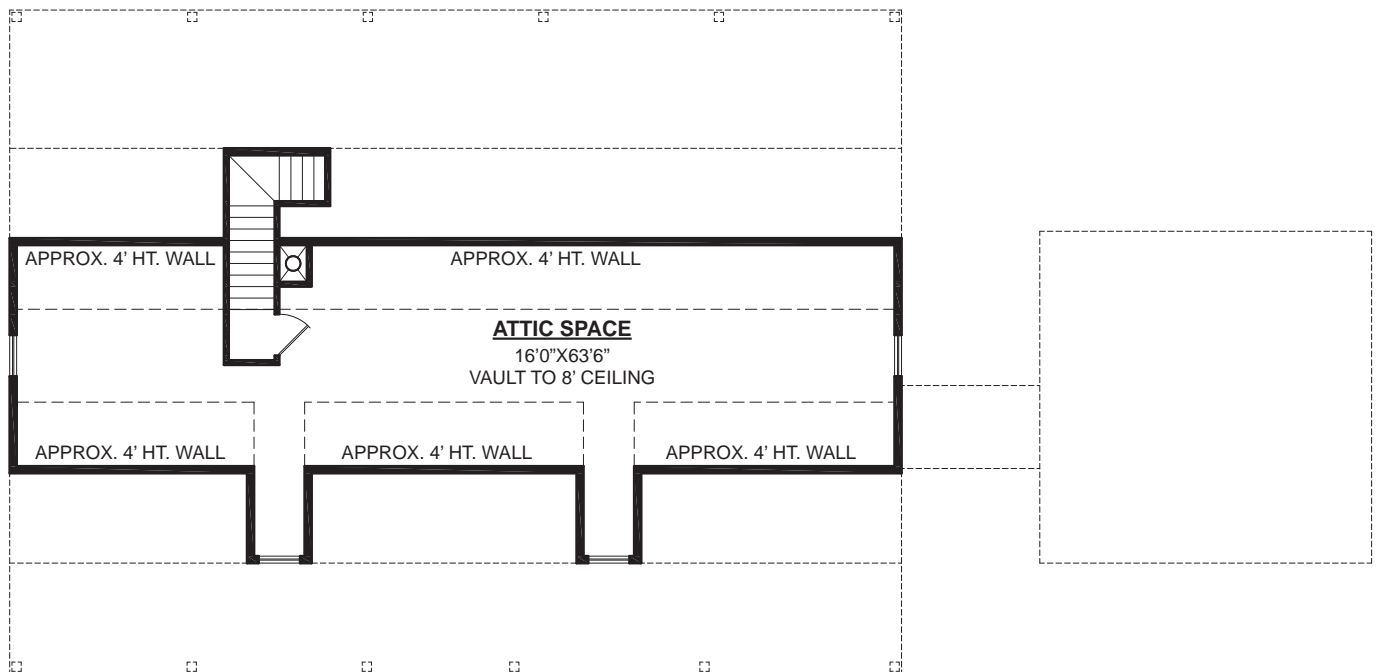 APPROX. 4’ HT. WALL
APPROX. 4’ HT. WALL
ATTIC SPACE
16’0”X63’6”
VAULT TO 8’ CEILING
APPROX. 4’ HT. WALL
APPROX. 4’ HT. WALL
APPROX. 4’ HT. WALL